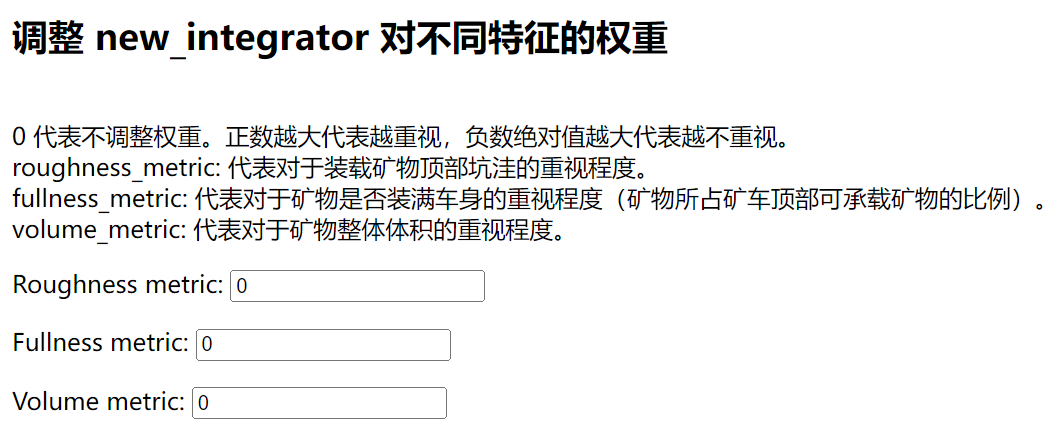 调整 new_integrator 对不同特征的权重
0 代表不调整权重。正数越大代表越重视，负数绝对值越大代表越不重视。
roughness_metric: 代表对于装载矿物顶部坑洼的重视程度。
fullness_metric: 代表对于矿物是否装满车身的重视程度（矿物所占矿车顶部可承载矿物的比例）。
volume_metric: 代表对于矿物整体体积的重视程度。
Roughness metric: 0
Fullness metric: 0
Volume metric: 0